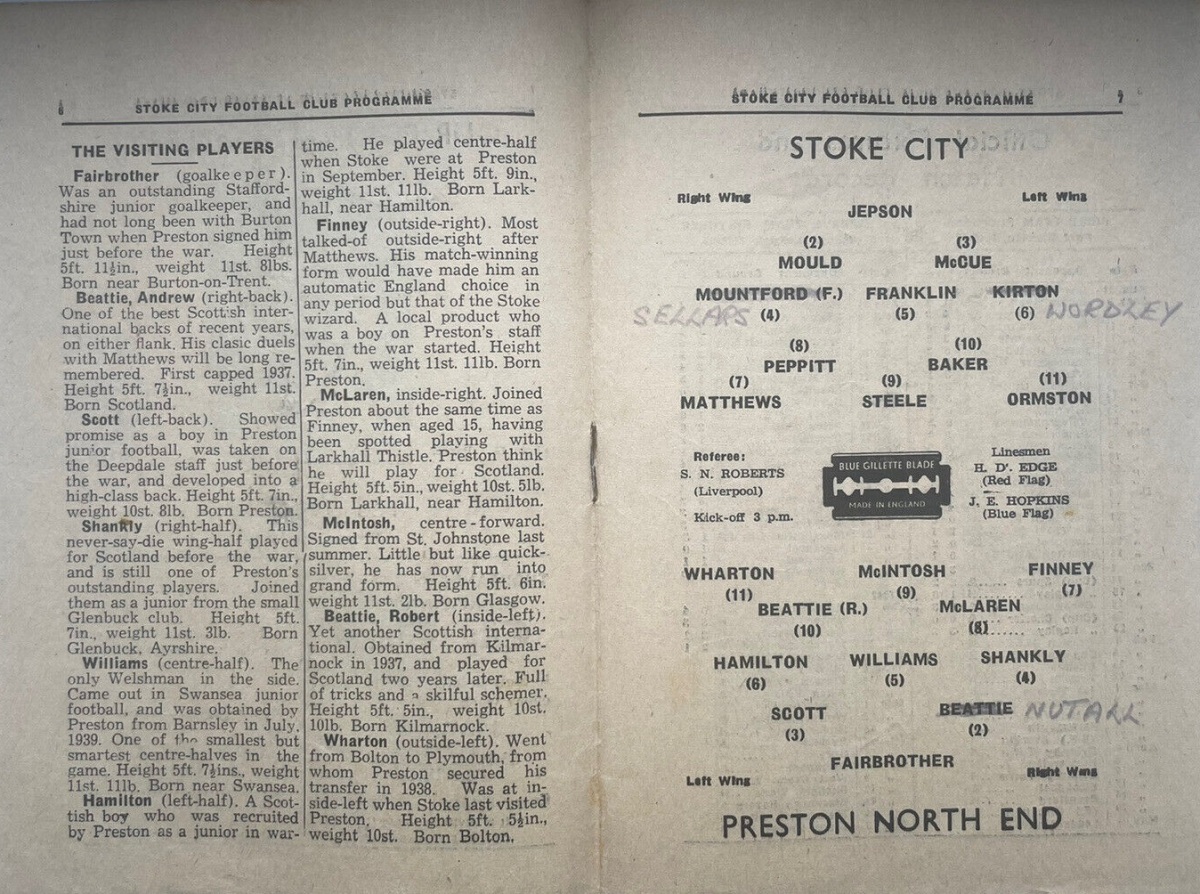 6
STOKE CITY FOOTBALL CLUB PROGRAMME
THE VISITING PLAYERS
Fairbrother (goalkeeper).
Was an outstanding Stafford-
shire junior goalkeeper, and
had not long been with Burton
Town when Preston signed him
just before the war. Height
5ft. 11½in., weight 11st. 8lbs.
Born near Burton-on-Trent.
Beattie, Andrew (right-back).
One of the best Scottish inter-
national backs of recent years,
on either flank. His clasic duels
with Matthews will be long re-
membered. First capped 1937.
Height 5ft. 7½in., weight 11st.
Born Scotland.
Scott (left-back). Showed
promise as a boy in Preston
junior football, was taken on
the Deepdale staff just before
the war, and developed into a
high-class back. Height 5ft. 7in.,
weight 10st. 8lb. Born Preston.
Shankly (right-half). This
never-say-die wing-half played
for Scotland before the war,
and is still one of Preston's
outstanding players. Joined
them as a junior from the small
Glenbuck club. Height 5ft.
7in., weight 11st. 3lb. Born
Glenbuck, Ayrshire.
Williams (centre-half). The
only Welshman in the side.
Came out in Swansea junior
football, and was obtained by
Preston from Barnsley in July,
1939. One of the smallest but
smartest centre-halves in the
game. Height 5ft. 7½ins., weight
11st. 11lb. Born near Swansea.
Hamilton (left-half). A Scot-
tish boy who was recruited
by Preston as a junior in war-
time. He played centre-half
when Stoke were at Preston
in September. Height 5ft. 9in.,
weight 11st. 11lb. Born Lark-
hall, near Hamilton.
Finney (outside-right). Most
talked-of outside-right after
Matthews. His match-winning
form would have made him an
automatic England choice in
any period but that of the Stoke
wizard. A local product who
was a boy on Preston's staff
when the war started. Height
5ft. 7in., weight 11st. 11lb. Born
Preston.
McLaren, inside-right. Joined
Preston about the same time as
Finney, when aged 15, having
been spotted playing with
Larkhall Thistle. Preston think
he will play for Scotland.
Height 5ft. 5in., weight 10st. 5lb.
Born Larkhall, near Hamilton.
McIntosh, centre-forward.
Signed from St. Johnstone last
summer. Little but like quick-
silver, he has now run into
grand form. Height 5ft. 6in.
weight 11st. 2lb. Born Glasgow.
Beattie, Robert (inside-left).
Yet another Scottish interna-
tional. Obtained from Kilmar-
nock in 1937, and played for
Scotland two years later. Full
of tricks and a skilful schemer.
Height 5ft. 5in., weight 10st.
10lb. Born Kilmarnock.
Wharton (outside-left). Went
from Bolton to Plymouth, from
whom Preston secured his
transfer in 1938. Was at in-
side-left when Stoke last visited
Preston. Height 5ft. 5½in.,
weight 10st. Born Bolton.
STOKE CITY FOOTBALL CLUB PROGRAMME 7
STOKE CITY
Right Wing Left Wing
JEPSON
(2) (3)
MOULD McCUE
MOUNTFORD (F.) FRANKLIN KIRTON
SELLARS (4) (5) (6) WORDLEY
(8) (10)
PEPPITT BAKER
(7) (9) (11)
MATTHEWS STEELE ORMSTON
Referee:
S. N. ROBERTS
(Liverpool)
Kick-off 3 p.m.
BLUE GILLETTE BLADE
MADE IN ENGLAND
Linesmen
H. D'. EDGE
(Red Flag)
J. E. HOPKINS
(Blue Flag)
WHARTON McINTOSH FINNEY
(11) (9) (7)
BEATTIE (R.) McLAREN
(10) (8)
HAMILTON WILLIAMS SHANKLY
(6) (5) (4)
SCOTT BEATTIE NUTALL
(3) (2)
FAIRBROTHER
Left Wing Right Wing
PRESTON NORTH END